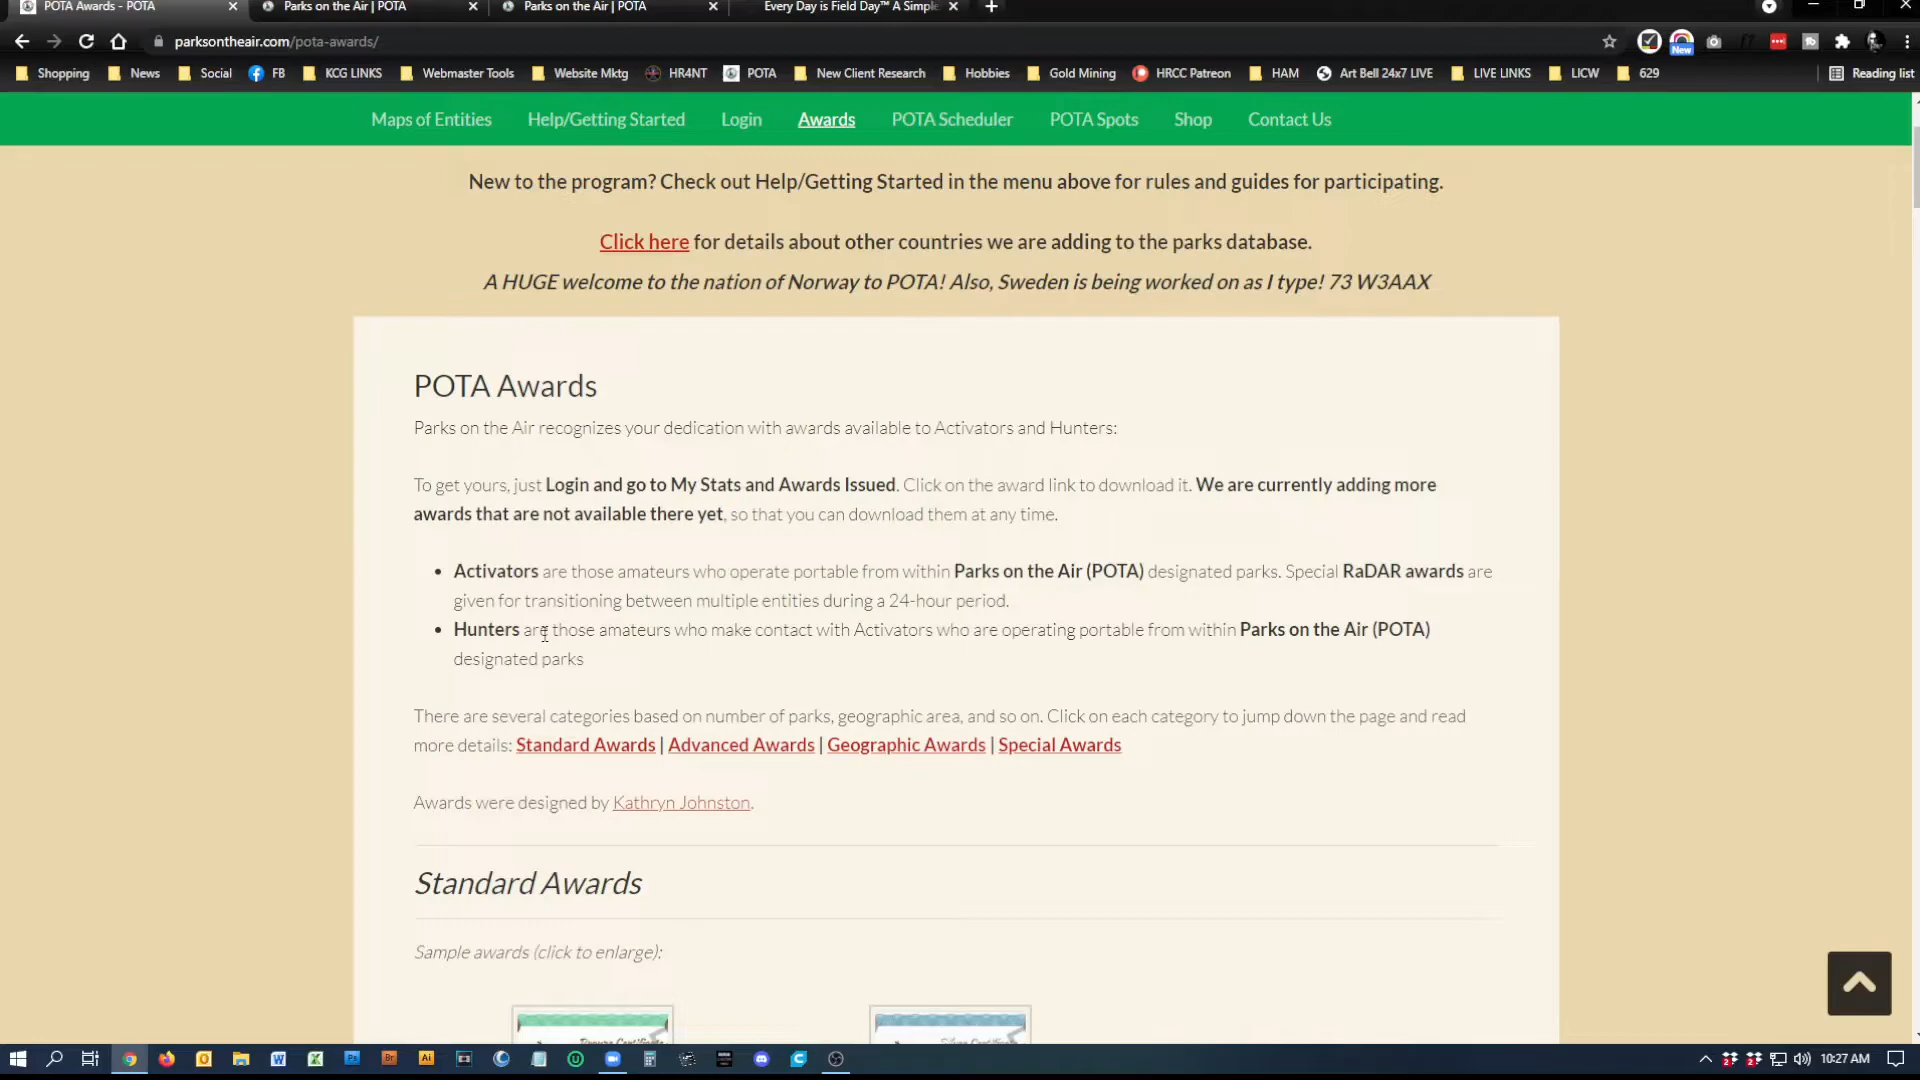 POTA Awards - POTA
Parks on the Air | POTA
Parks on the Air | POTA
Every Day is Field Day™ A Simple
parksontheair.com/pota-awards/
New
Shopping News Social FB KCG LINKS Webmaster Tools Website Mktg HR4NT POTA New Client Research Hobbies Gold Mining HRCC Patreon HAM Art Bell 24x7 LIVE LIVE LINKS LICW 629 Reading list
Maps of Entities Help/Getting Started Login Awards POTA Scheduler POTA Spots Shop Contact Us
New to the program? Check out Help/Getting Started in the menu above for rules and guides for participating.
Click here for details about other countries we are adding to the parks database.
A HUGE welcome to the nation of Norway to POTA! Also, Sweden is being worked on as I type! 73 W3AAX
POTA Awards
Parks on the Air recognizes your dedication with awards available to Activators and Hunters:
To get yours, just Login and go to My Stats and Awards Issued. Click on the award link to download it. We are currently adding more
awards that are not available there yet, so that you can download them at any time.
• Activators are those amateurs who operate portable from within Parks on the Air (POTA) designated parks. Special RaDAR awards are
given for transitioning between multiple entities during a 24-hour period.
• Hunters are those amateurs who make contact with Activators who are operating portable from within Parks on the Air (POTA)
designated parks
There are several categories based on number of parks, geographic area, and so on. Click on each category to jump down the page and read
more details: Standard Awards | Advanced Awards | Geographic Awards | Special Awards
Awards were designed by Kathryn Johnston.
Standard Awards
Sample awards (click to enlarge):
10:27 AM